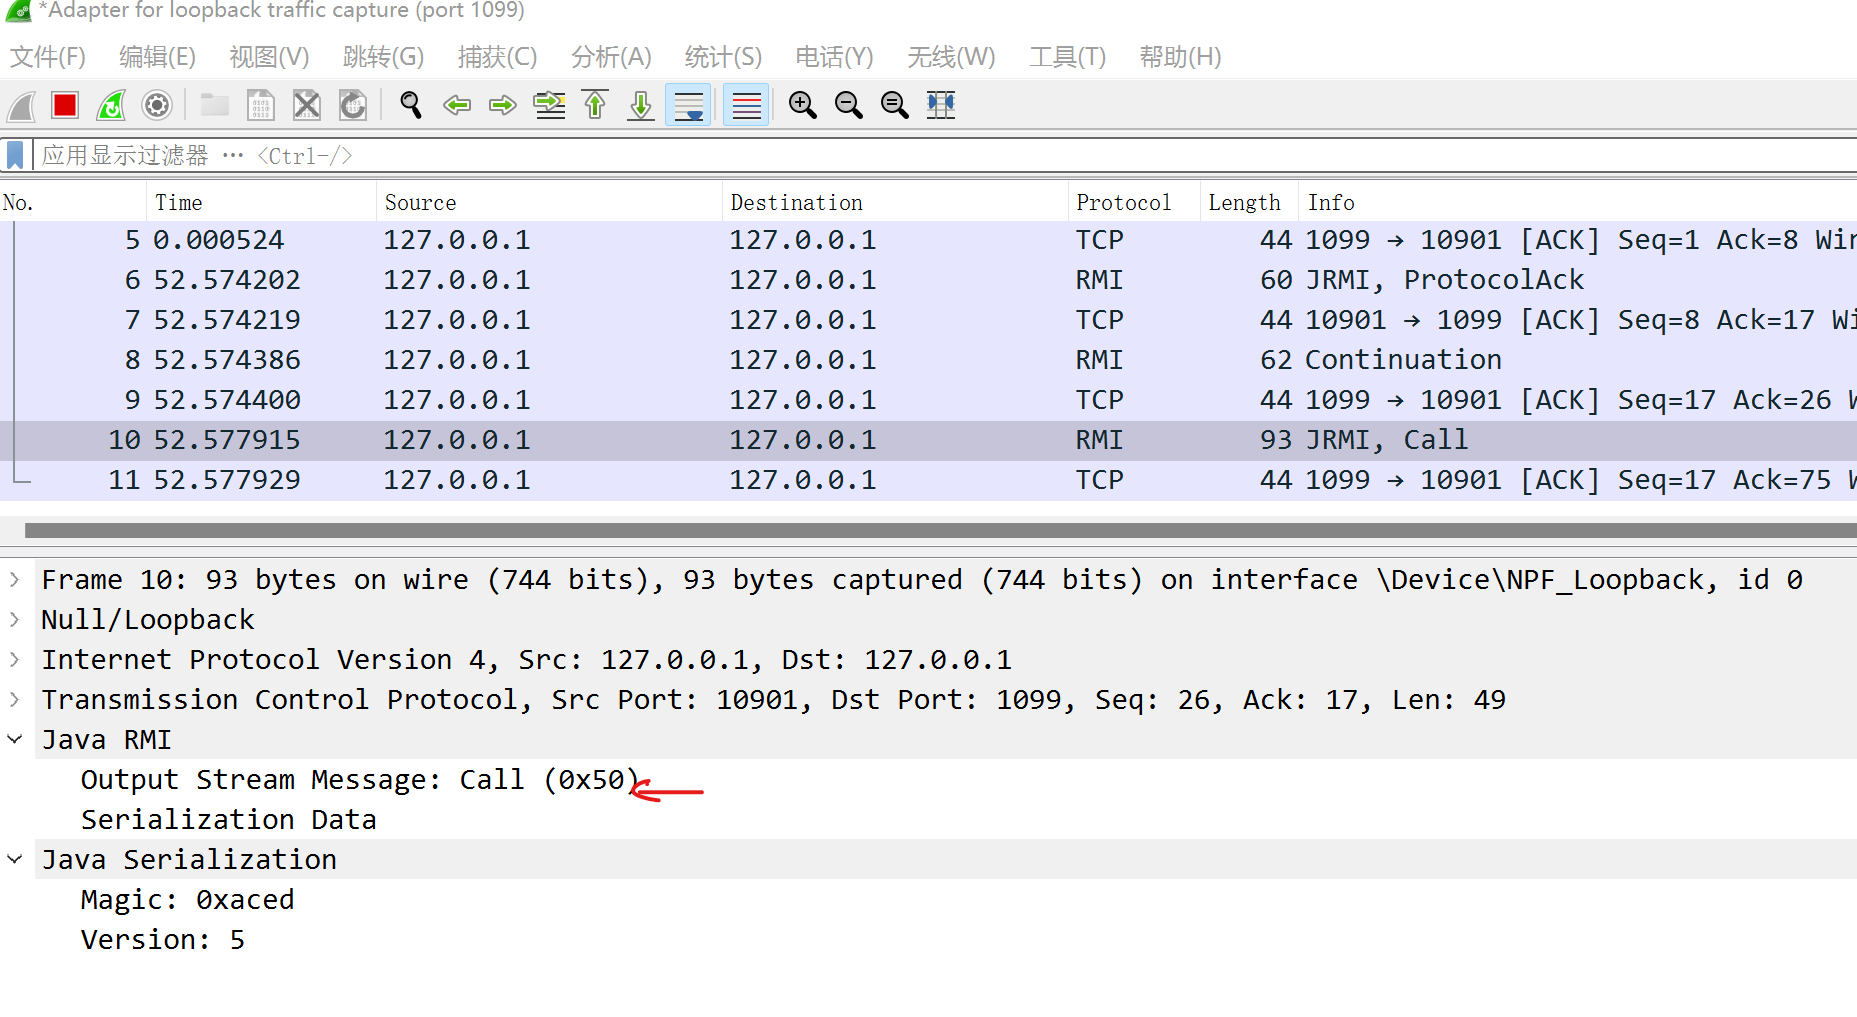 *Adapter for loopback traffic capture (port 1099)
文件(F) 编辑(E) 视图(V) 跳转(G) 捕获(C) 分析(A) 统计(S) 电话(Y) 无线(W) 工具(T) 帮助(H)
应用显示过滤器 … <Ctrl-/>
No. Time Source Destination Protocol Length Info
5 0.000524 127.0.0.1 127.0.0.1 TCP 44 1099 → 10901 [ACK] Seq=1 Ack=8
6 52.574202 127.0.0.1 127.0.0.1 RMI 60 JRMI, ProtocolAck
7 52.574219 127.0.0.1 127.0.0.1 TCP 44 10901 → 1099 [ACK] Seq=8 Ack=17
8 52.574386 127.0.0.1 127.0.0.1 RMI 62 Continuation
9 52.574400 127.0.0.1 127.0.0.1 TCP 44 1099 → 10901 [ACK] Seq=17 Ack=26
10 52.577915 127.0.0.1 127.0.0.1 RMI 93 JRMI, Call
11 52.577929 127.0.0.1 127.0.0.1 TCP 44 1099 → 10901 [ACK] Seq=17 Ack=75
Frame 10: 93 bytes on wire (744 bits), 93 bytes captured (744 bits) on interface \Device\NPF_Loopback, id 0
Null/Loopback
Internet Protocol Version 4, Src: 127.0.0.1, Dst: 127.0.0.1
Transmission Control Protocol, Src Port: 10901, Dst Port: 1099, Seq: 26, Ack: 17, Len: 49
Java RMI
Output Stream Message: Call (0x50)
Serialization Data
Java Serialization
Magic: 0xaced
Version: 5